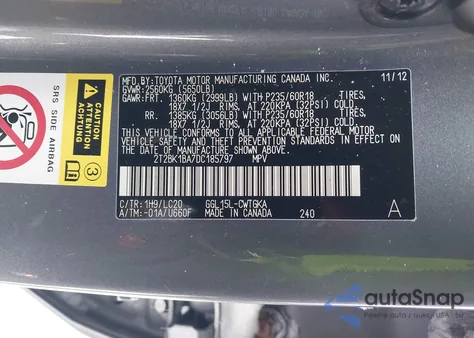 MFD.BY:TOYOTA MOTOR MANUFACTURING CANADA INC. 11/12
GVWR:2560KG (5650LB)
GAWR:FRT. 1360KG (2999LB) WITH P235/60R18 TIRES,
18X7 1/2J RIMS, AT 220KPA (32PSI) COLD.
RR. 1385KG (3056LB) WITH P235/60R18 TIRES,
18X7 1/2J RIMS, AT 220KPA (32PSI) COLD.
THIS VEHICLE CONFORMS TO ALL APPLICABLE FEDERAL MOTOR
VEHICLE SAFETY STANDARDS IN EFFECT ON THE DATE OF
MANUFACTURE SHOWN ABOVE.
2T2BK1BA7DC185797 MPV
C/TR:1H9/LC20 GGL15L-CWTGKA
A/TM:-01A/U660F MADE IN CANADA 240 A
SRS SIDE AIRBAG
CAUTION
ATTENTION
ACHTUNG
autoSnap